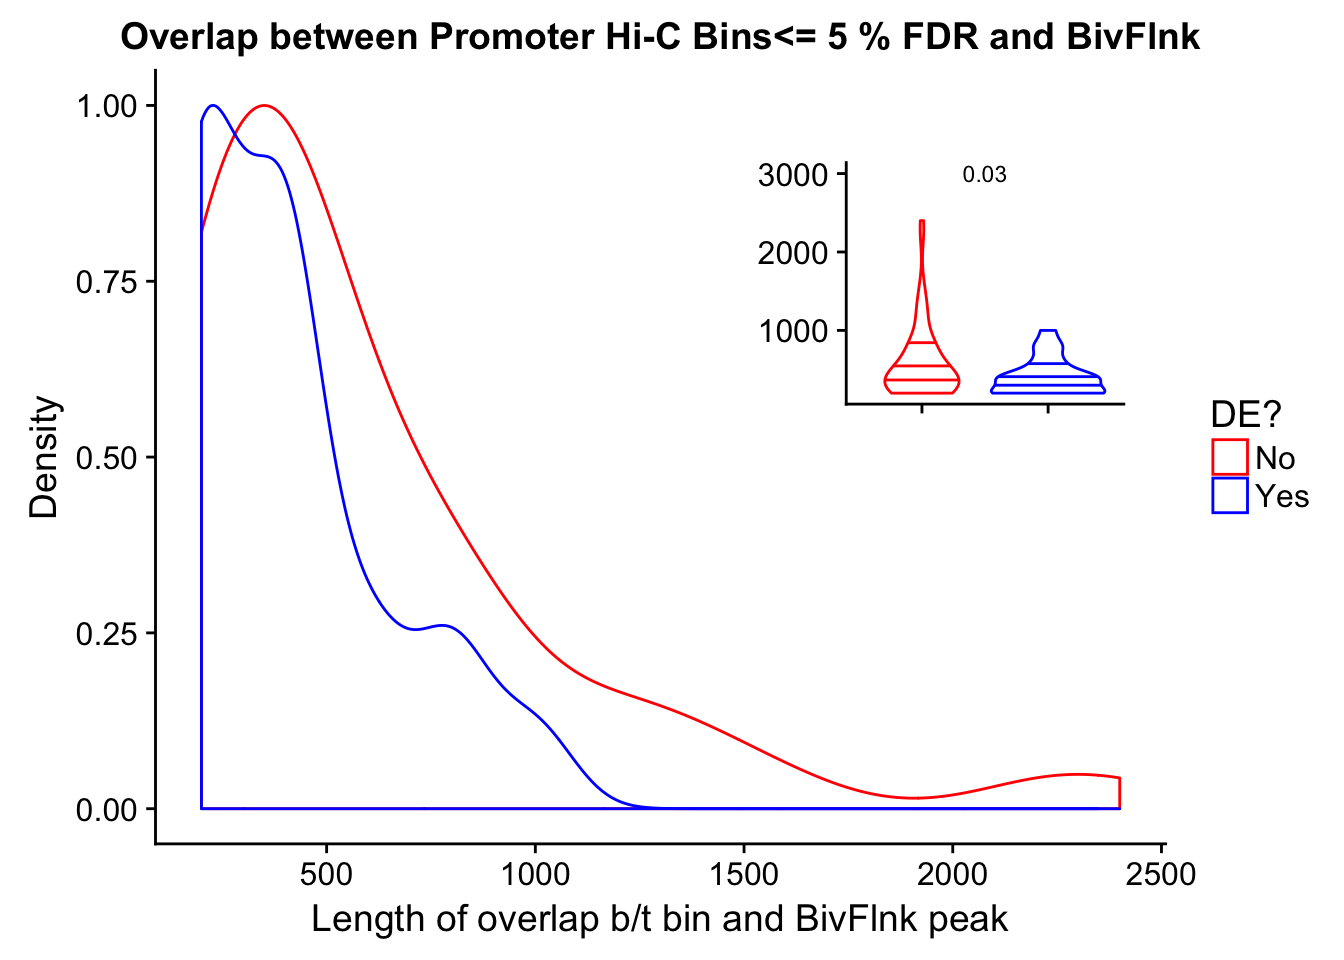 Overlap between Promoter Hi-C Bins<= 5 % FDR and BivFlnk
1.00
0.75
0.50
0.25
0.00
Density
500
1000
1500
2000
2500
Length of overlap b/t bin and BivFlnk peak
3000
2000
1000
0.03
DE?
No
Yes